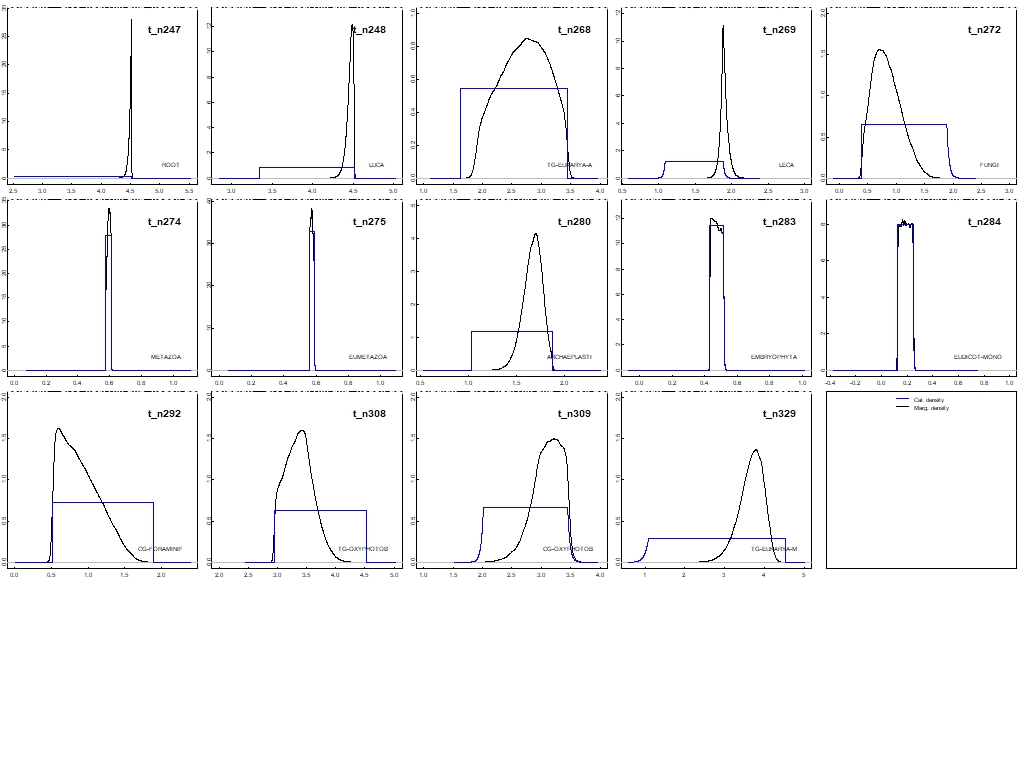 t_n247
ROOT
2.5 3.0 3.5 4.0 4.5 5.0 5.5
t_n248
LUCA
3.0 3.5 4.0 4.5 5.0
t_n268
TG-EUKARYA-A
1.0 1.5 2.0 2.5 3.0 3.5 4.0
t_n269
LECA
0.5 1.0 1.5 2.0 2.5 3.0
t_n272
FUNGI
0.0 0.5 1.0 1.5 2.0 2.5 3.0
t_n274
METAZOA
0.0 0.2 0.4 0.6 0.8 1.0
t_n275
EUMETAZOA
0.0 0.2 0.4 0.6 0.8 1.0
t_n280
ARCHAEPLASTI
0.5 1.0 1.5 2.0
t_n283
EMBRYOPHYTA
0.0 0.2 0.4 0.6 0.8 1.0
t_n284
EUDICOT-MONO
-0.4 -0.2 0.0 0.2 0.4 0.6 0.8 1.0
t_n292
CG-FORAMINIF
0.0 0.5 1.0 1.5 2.0
t_n308
TG-OXYPHOTOB
2.0 2.5 3.0 3.5 4.0 4.5 5.0
t_n309
CG-OXYPHOTOB
1.0 1.5 2.0 2.5 3.0 3.5 4.0
t_n329
TG-EUKARYA-M
1 2 3 4 5
Cal. density
Marg. density